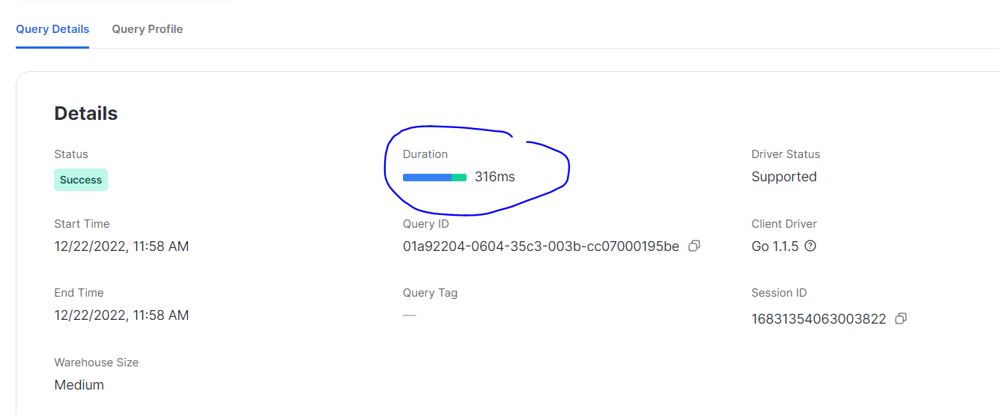 Query Details Query Profile
Details
Status Duration Driver Status
Success 316ms Supported
Start Time Query ID Client Driver
12/22/2022, 11:58 AM 01a92204-0604-35c3-003b-cc07000195be Go 1.1.5
End Time Query Tag Session ID
12/22/2022, 11:58 AM — 16831354063003822
Warehouse Size
Medium